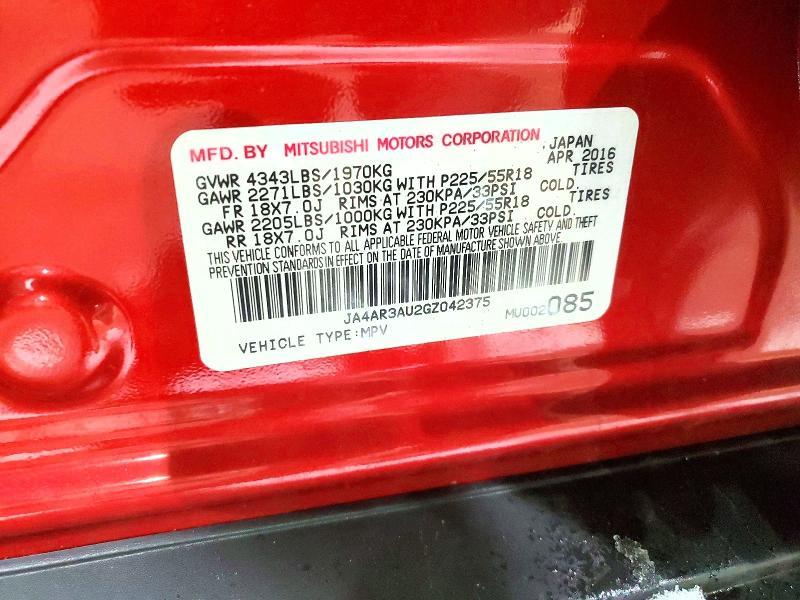 MFD. BY MITSUBISHI MOTORS CORPORATION JAPAN
APR 2016
GVWR 4343LBS/1970KG
GAWR 2271LBS/1030KG WITH P225/55R18 TIRES
FR 18X7.0J RIMS AT 230KPA/33PSI COLD.
GAWR 2205LBS/1000KG WITH P225/55R18 TIRES
RR 18X7.0J RIMS AT 230KPA/33PSI COLD.
THIS VEHICLE CONFORMS TO ALL APPLICABLE FEDERAL MOTOR VEHICLE SAFETY AND THEFT
PREVENTION STANDARDS IN EFFECT ON THE DATE OF MANUFACTURE SHOWN ABOVE.
JA4AR3AU2GZ042375
MU002085
VEHICLE TYPE:MPV